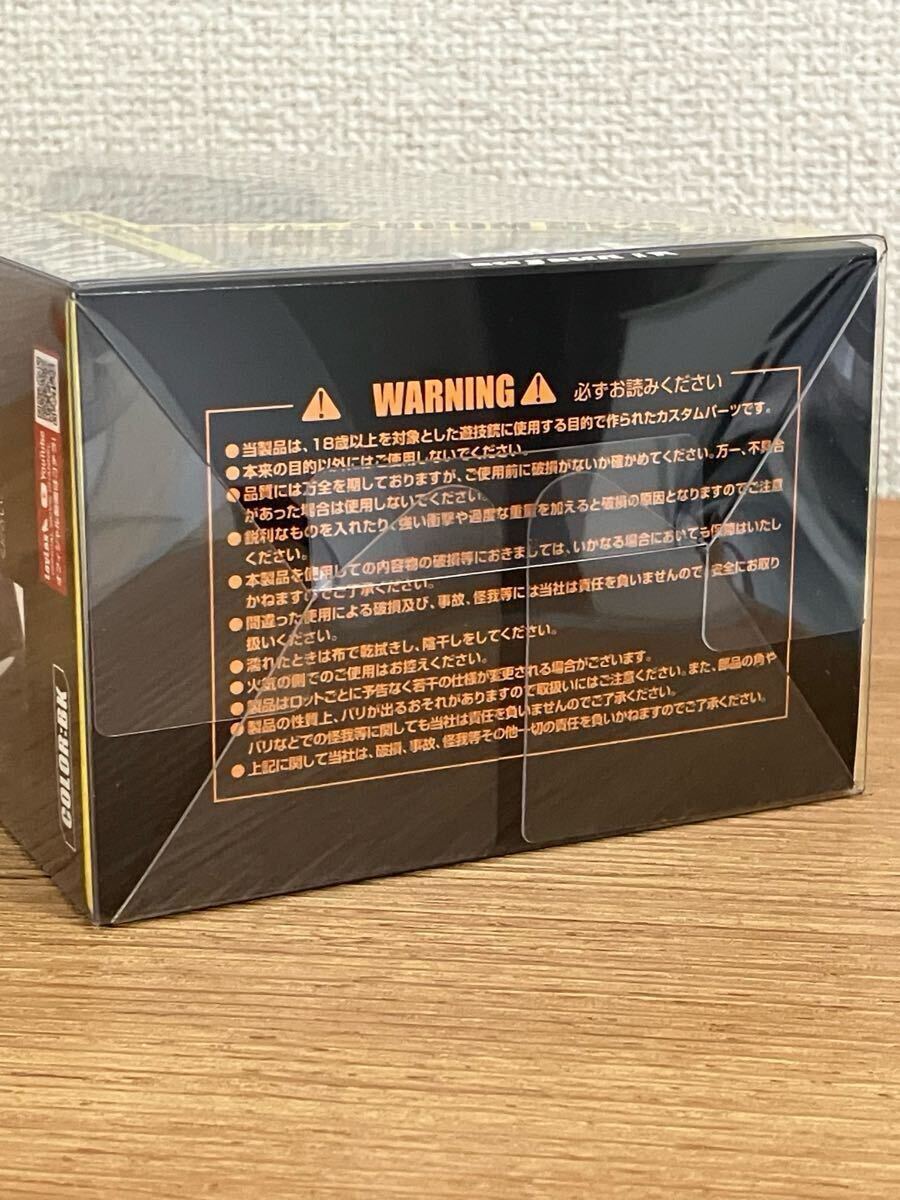 WARNING 必ずお読みください
●当製品は、18歳以上を対象とした遊技銃に使用する目的で作られたカスタムパーツです。
●本来の目的以外にはご使用しないでください。
●品質には万全を期しておりますが、ご使用前に破損がないか確かめてください。万一、不具合
があった場合は使用しないでください。
●鋭利なものを入れたり、強い衝撃や過度な重量を加えると破損の原因となりますのでご注意
ください。
●本製品を使用しての内容物の破損等におきましては、いかなる場合においても保障はいたし
かねますのでご了承ください。
●間違った使用による破損及び、事故、怪我等には当社は責任を負いませんので 安全にお取り
扱いください。
●濡れたときは布で乾拭きし、陰干しをしてください。
●火気の側でのご使用はお控えください。
●製品はロットごとに予告なく若干の仕様が変更される場合がございます。
●製品の性質上、バリが出るおそれがありますので取扱いにはご注意ください。また、部品の角や
バリなどでの怪我等に関しても当社は責任を負いませんのでご了承ください。
●上記に関して当社は、破損、事故、怪我等その他一切の責任を負いかねますのでご了承ください。
YouTube
LayLax
COLOR:BK